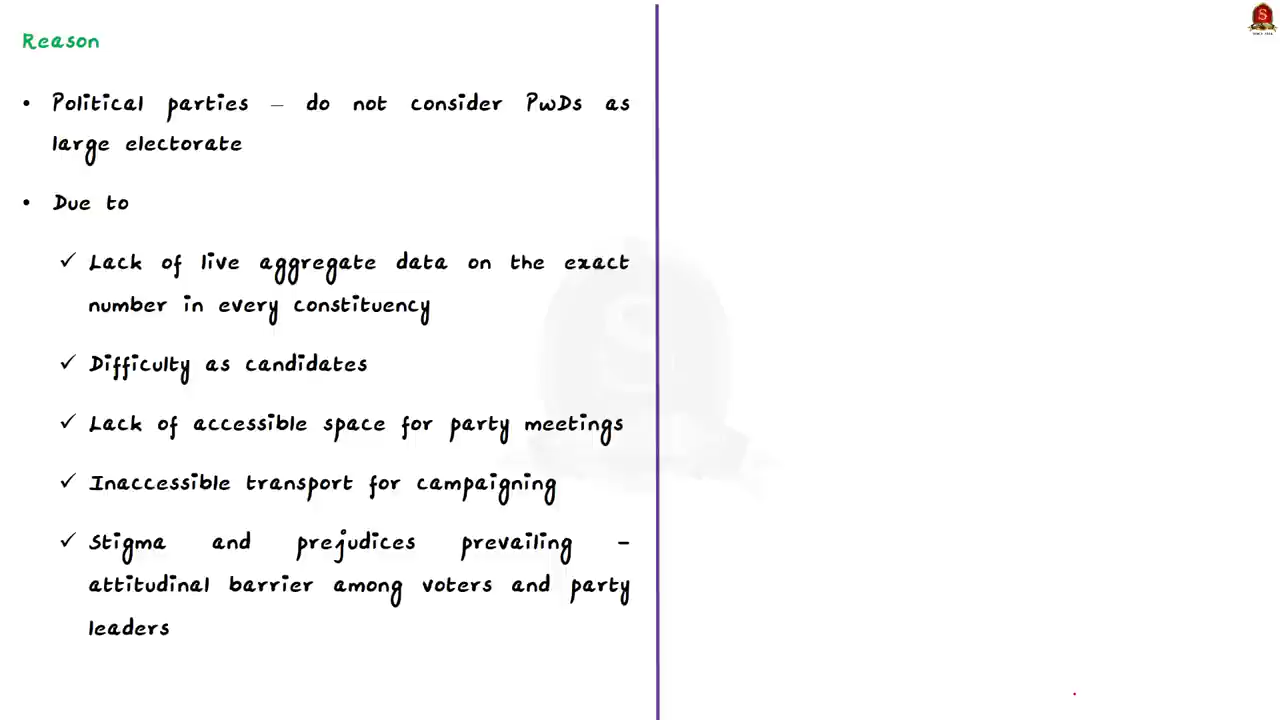 Reason
• Political parties – do not consider PwDs as
large electorate
• Due to
✓ Lack of live aggregate data on the exact
number in every constituency
✓ Difficulty as candidates
✓ Lack of accessible space for party meetings
✓ Inaccessible transport for campaigning
✓ Stigma and prejudices prevailing –
attitudinal barrier among voters and party
leaders
S